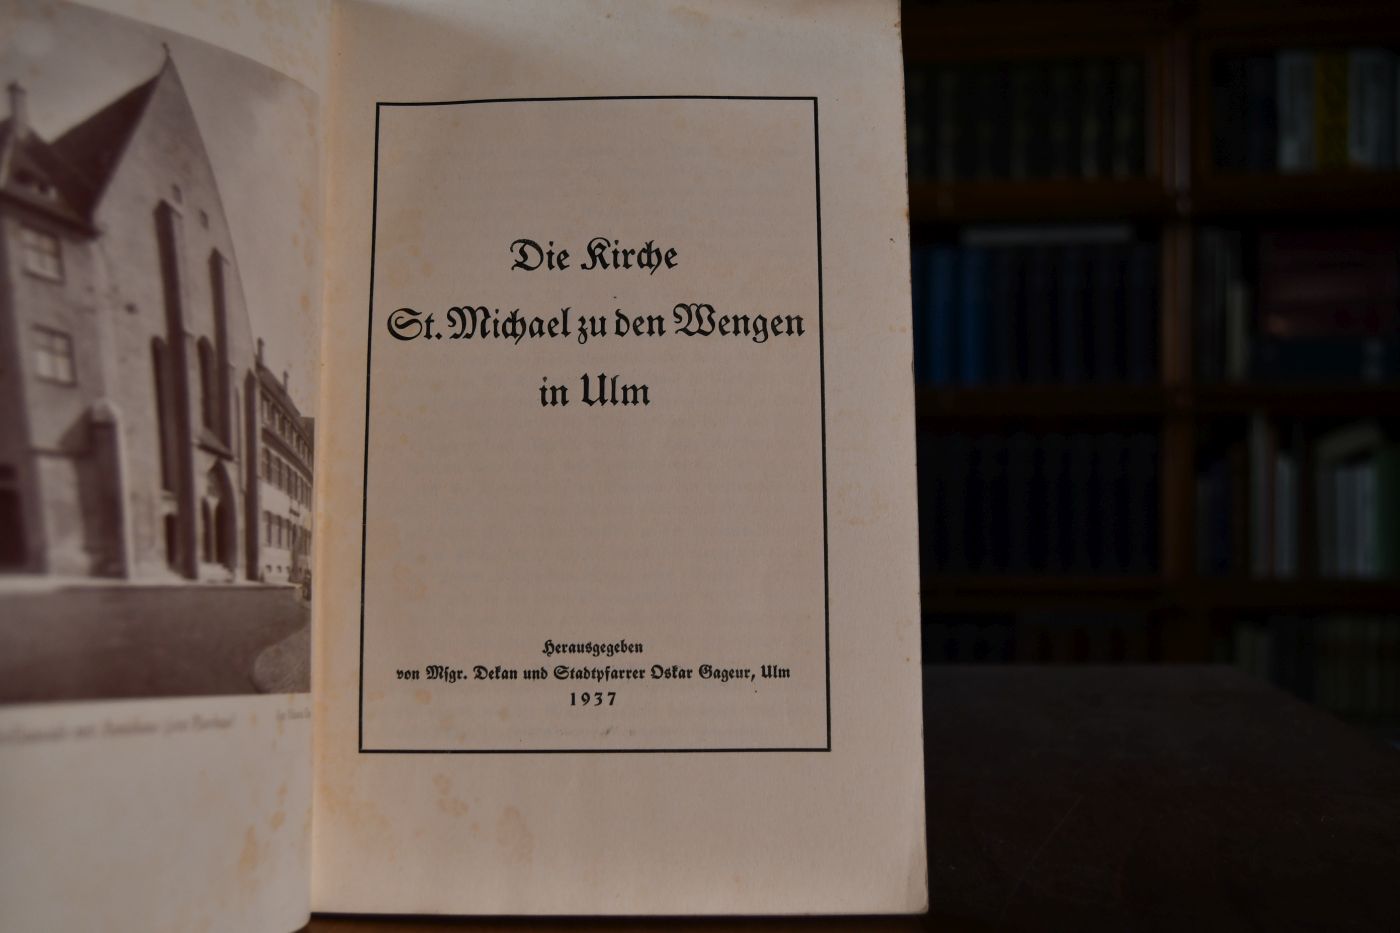 Die Kirche
St. Michael zu den Wengen
in Ulm
Herausgegeben
von Msgr. Dekan und Stadtpfarrer Oskar Gageur, Ulm
1937